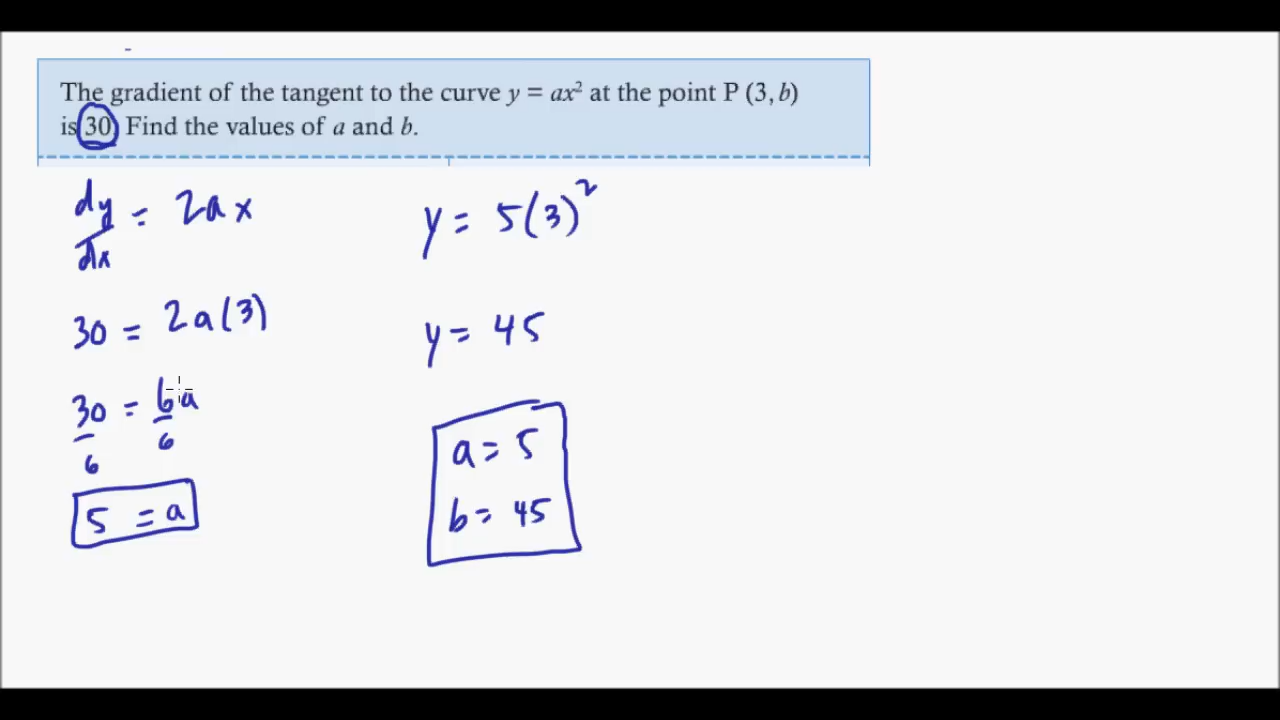 The gradient of the tangent to the curve y = ax² at the point P (3, b)
is 30. Find the values of a and b.
dy/dx = 2ax
30 = 2a(3)
30/6 = 6a/6
5 = a
y = 5(3)²
y = 45
a = 5
b = 45